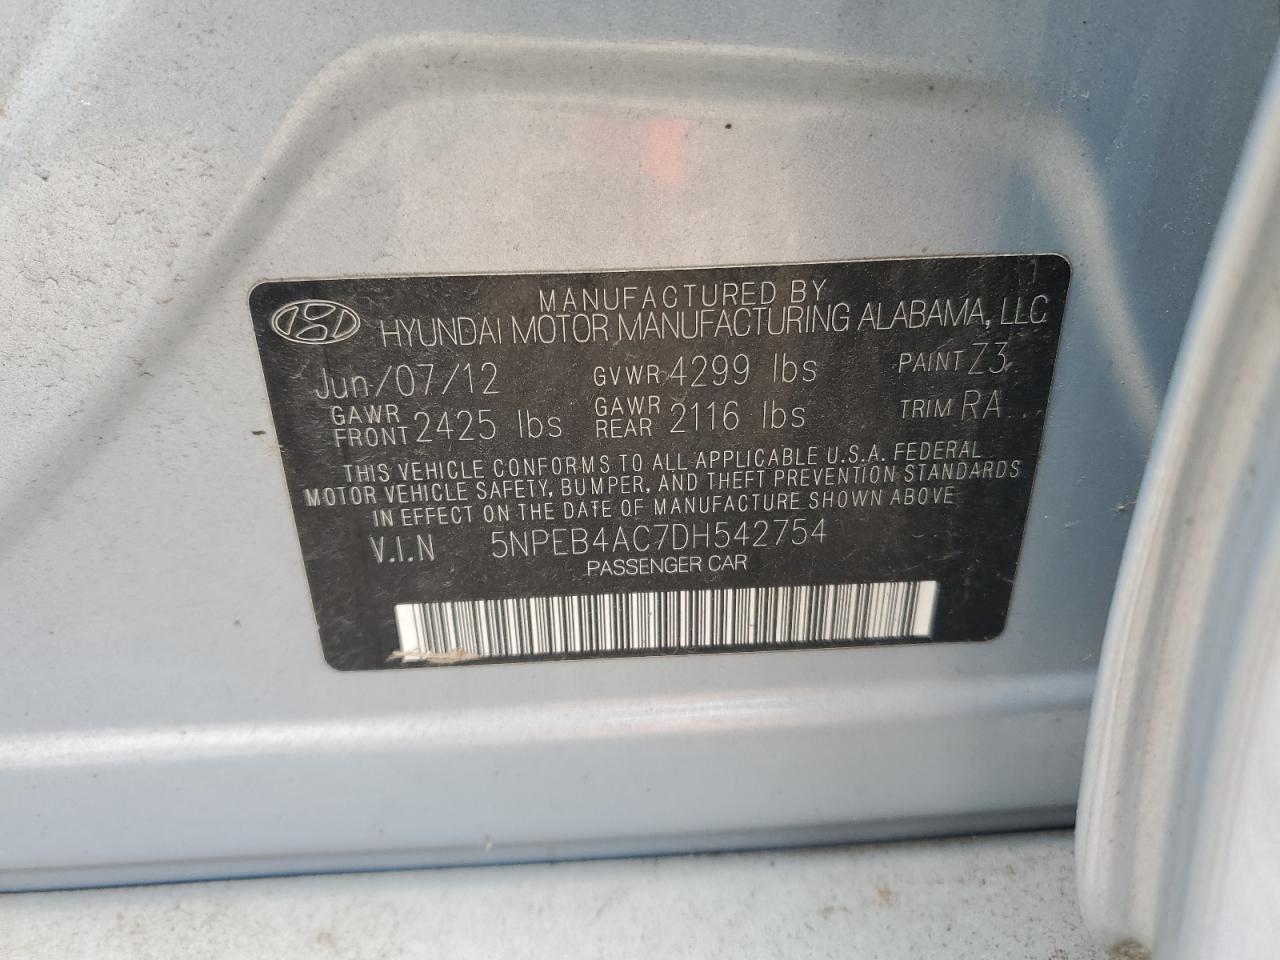 MANUFACTURED BY
HYUNDAI MOTOR MANUFACTURING ALABAMA, LLC
Jun/07/12 GVWR 4299 lbs PAINT Z3
GAWR FRONT 2425 lbs GAWR REAR 2116 lbs TRIM RA
THIS VEHICLE CONFORMS TO ALL APPLICABLE U.S.A. FEDERAL
MOTOR VEHICLE SAFETY, BUMPER, AND THEFT PREVENTION STANDARDS
IN EFFECT ON THE DATE OF MANUFACTURE SHOWN ABOVE
V.I.N 5NPEB4AC7DH542754
PASSENGER CAR